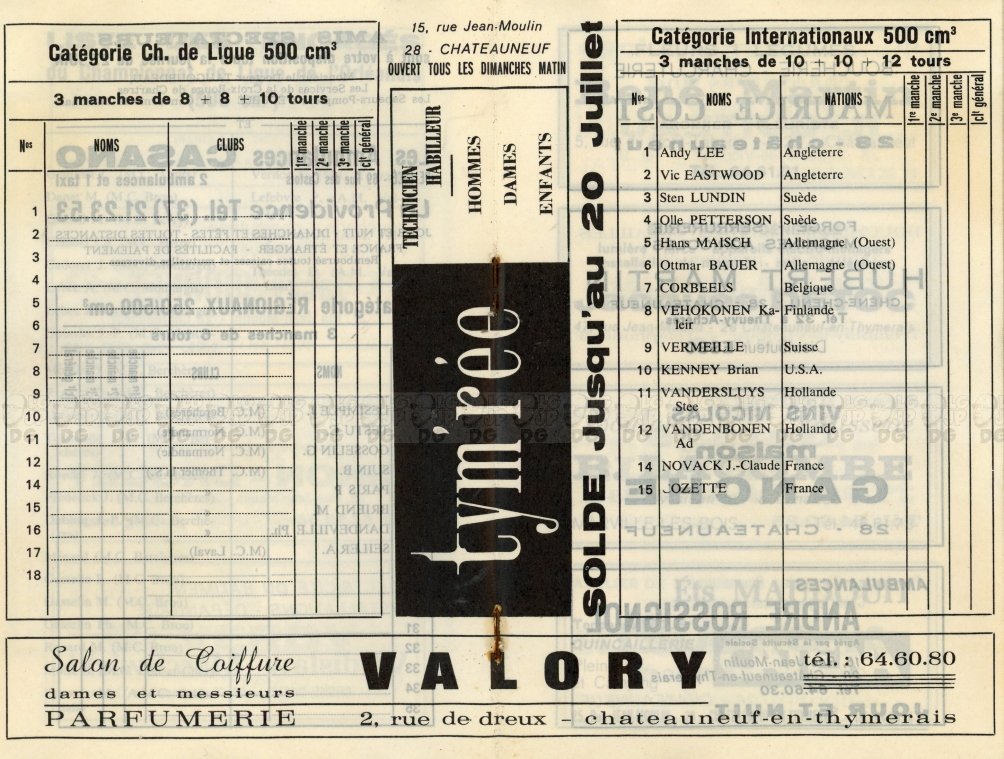 Catégorie Ch. de Ligue 500 cm³
3 manches de 8 + 8 + 10 tours
Nos NOMS CLUBS 1re manche 2e manche 3e manche clt général
1
2
3
4
5
6
7
8
9
10
11
12
14
15
16
17
18
15, rue Jean-Moulin
28 - CHATEAUNEUF
OUVERT TOUS LES DIMANCHES MATIN
TECHNICIEN
HABILLEUR
HOMMES
DAMES
ENFANTS
tym'rée
SOLDE Jusqu'au 20 Juillet
Catégorie Internationaux 500 cm³
3 manches de 10 + 10 + 12 tours
Nos NOMS NATIONS 1re manche 2e manche 3e manche clt général
1 Andy LEE Angleterre
2 Vic EASTWOOD Angleterre
3 Sten LUNDIN Suède
4 Olle PETTERSON Suède
5 Hans MAISCH Allemagne (Ouest)
6 Ottmar BAUER Allemagne (Ouest)
7 CORBEELS Belgique
8 VEHOKONEN Ka- Finlande
leir
9 VERMEILLE Suisse
10 KENNEY Brian U.S.A.
11 VANDERSLUYS Hollande
Stee
12 VANDENBONEN Hollande
Ad
14 NOVACK J.-Claude France
15 JOZETTE France
Salon de Coiffure
dames et messieurs
PARFUMERIE
VALORY
tél. : 64.60.80
2, rue de dreux - chateauneuf-en-thymerais